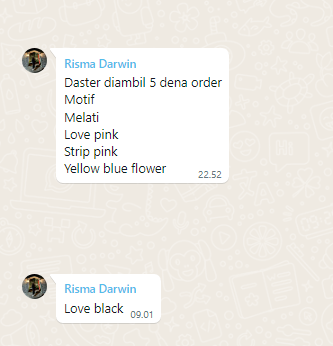 Risma Darwin
Daster diambil 5 dena order
Motif
Melati
Love pink
Strip pink
Yellow blue flower
22.52
Risma Darwin
Love black
09.01